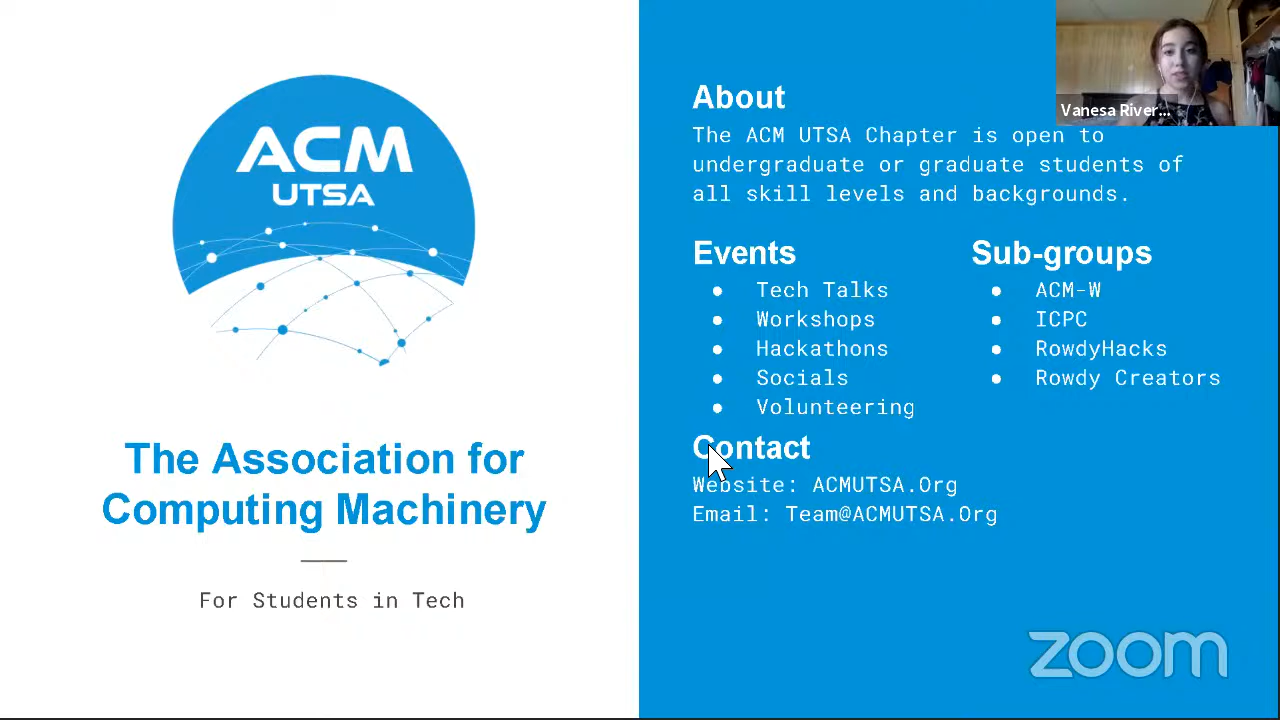 ACM
UTSA
The Association for
Computing Machinery
For Students in Tech
About
The ACM UTSA Chapter is open to
undergraduate or graduate students of
all skill levels and backgrounds.
Events
● Tech Talks
● Workshops
● Hackathons
● Socials
● Volunteering
Sub-groups
● ACM-W
● ICPC
● RowdyHacks
● Rowdy Creators
Contact
Website: ACMUTSA.Org
Email: Team@ACMUTSA.Org
Vanesa River...
zoom